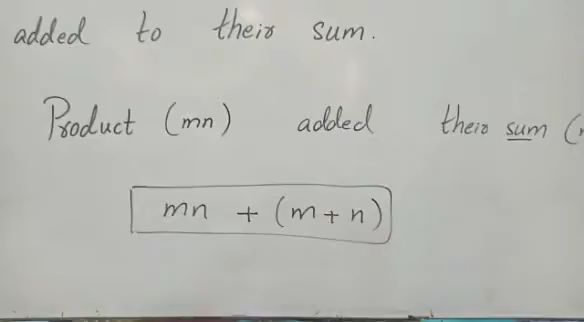 added to their sum.
Product (mn) added their sum (
mn + (m + n)